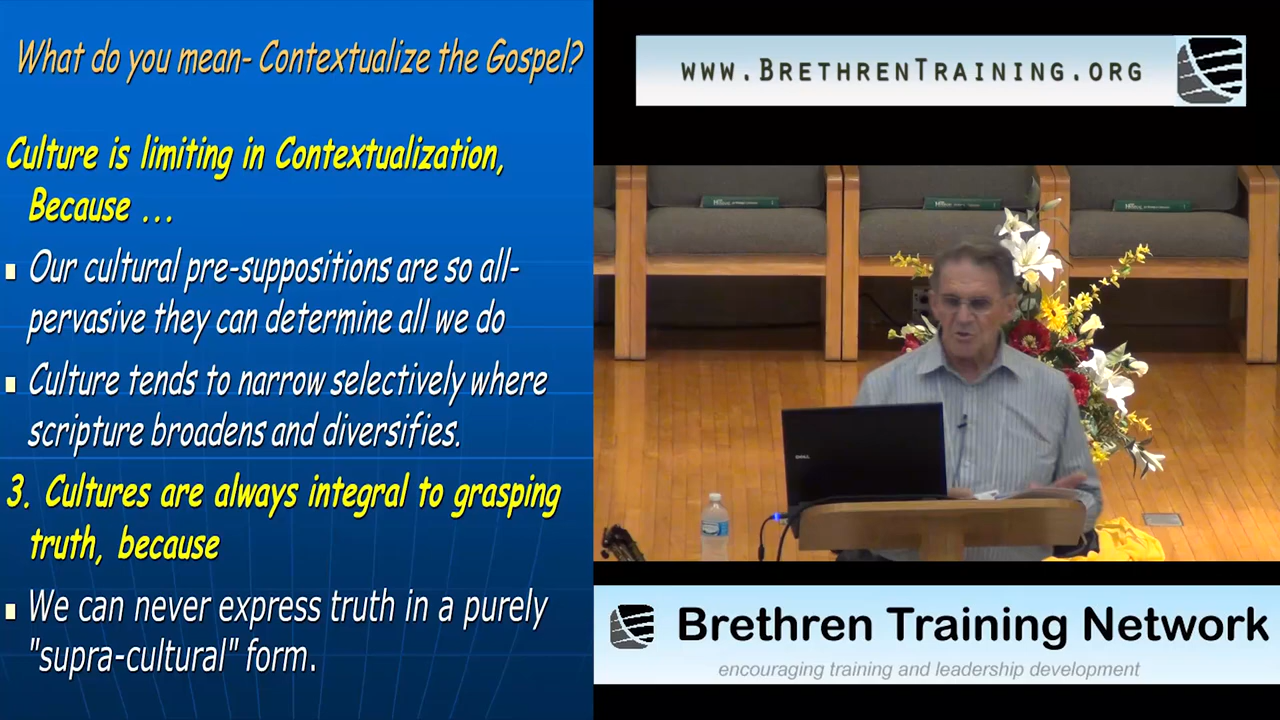 What do you mean- Contextualize the Gospel?
Culture is limiting in Contextualization,
Because ...
Our cultural pre-suppositions are so all-
pervasive they can determine all we do
Culture tends to narrow selectively where
scripture broadens and diversifies.
3. Cultures are always integral to grasping
truth, because
We can never express truth in a purely
"supra-cultural" form.
www.BrethrenTraining.org
DELL
Brethren Training Network
encouraging training and leadership development